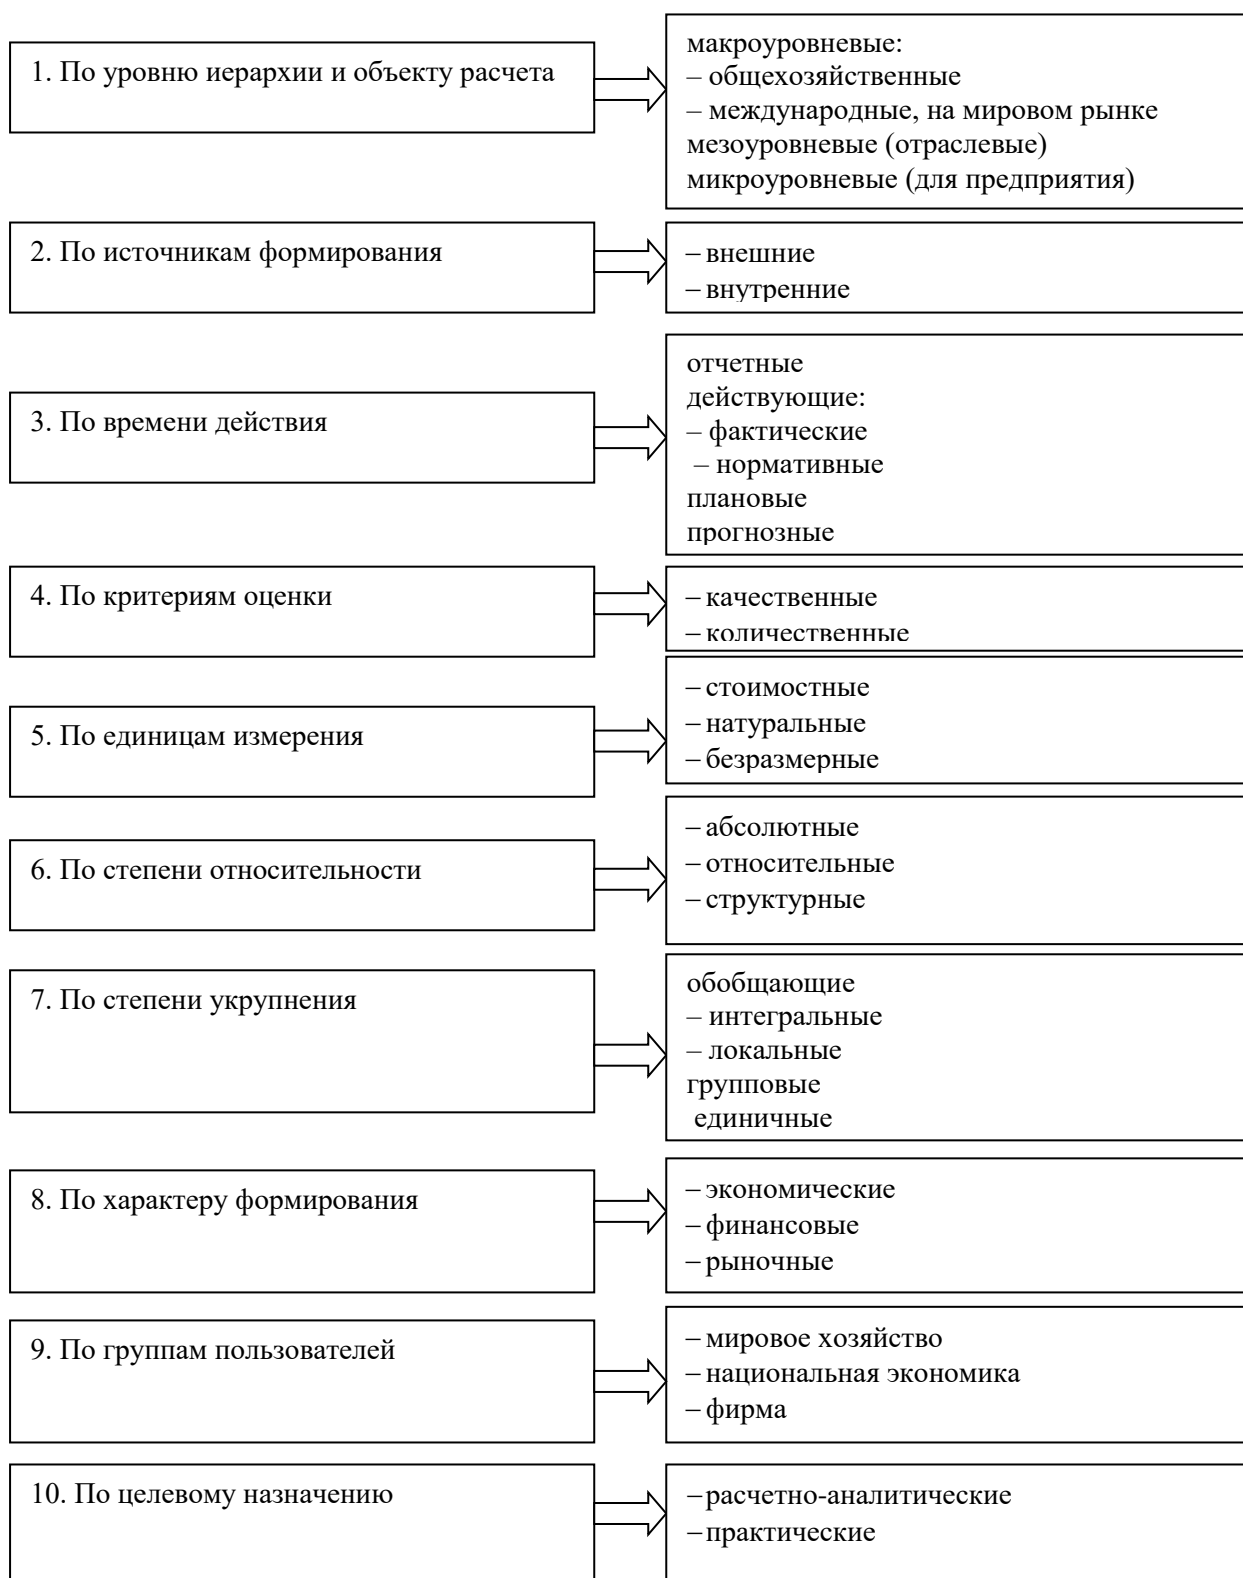 1. По уровню иерархии и объекту расчета
макроуровневые:
– общехозяйственные
– международные, на мировом рынке
мезоуровневые (отраслевые)
микроуровневые (для предприятия)
2. По источникам формирования
– внешние
– внутренние
3. По времени действия
отчетные
действующие:
– фактические
– нормативные
плановые
прогнозные
4. По критериям оценки
– качественные
– количественные
5. По единицам измерения
– стоимостные
– натуральные
– безразмерные
6. По степени относительности
– абсолютные
– относительные
– структурные
7. По степени укрупнения
обобщающие
– интегральные
– локальные
групповые
единичные
8. По характеру формирования
– экономические
– финансовые
– рыночные
9. По группам пользователей
– мировое хозяйство
– национальная экономика
– фирма
10. По целевому назначению
– расчетно-аналитические
– практические